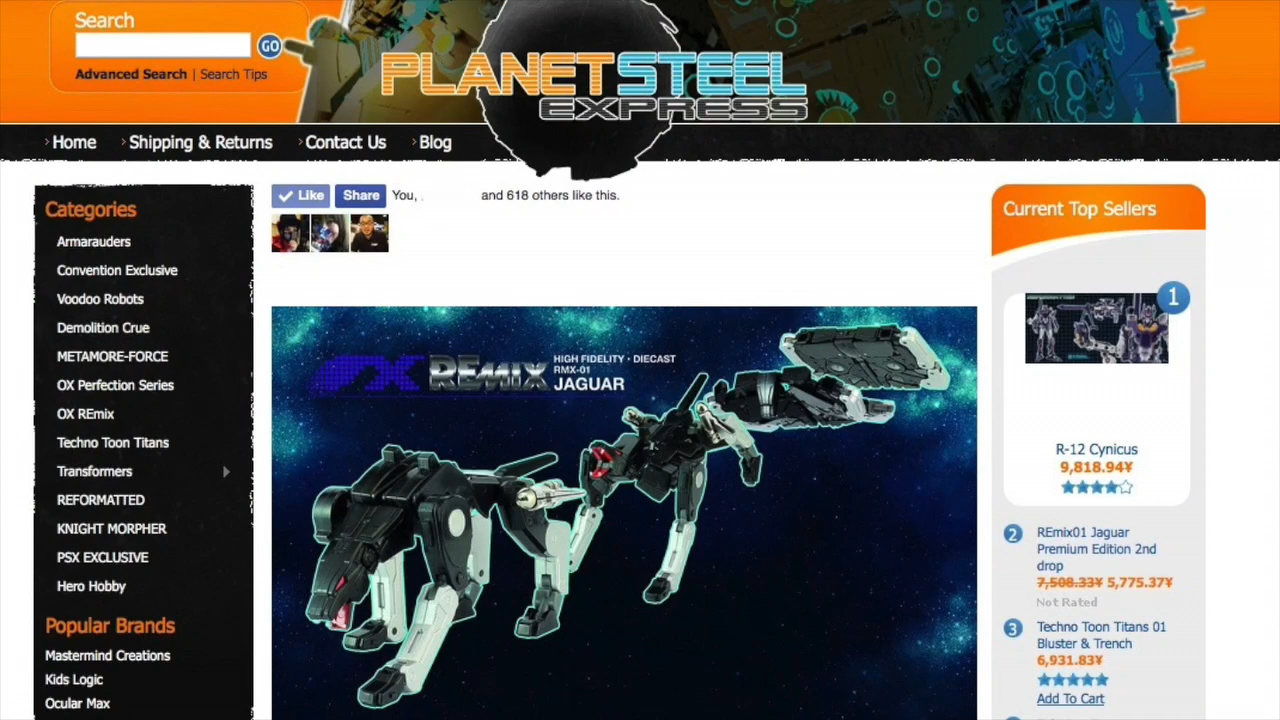 Search
GO
Advanced Search | Search Tips
PLANETSTEEL
EXPRESS
Home
Shipping & Returns
Contact Us
Blog
Categories
Armarauders
Convention Exclusive
Voodoo Robots
Demolition Crue
METAMORE-FORCE
OX Perfection Series
OX REmix
Techno Toon Titans
Transformers
REFORMATTED
KNIGHT MORPHER
PSX EXCLUSIVE
Hero Hobby
Popular Brands
Mastermind Creations
Kids Logic
Ocular Max
Like
Share
You,
and 618 others like this.
OX REMIX
HIGH FIDELITY · DIECAST
RMX-01
JAGUAR
Current Top Sellers
1
R-12 Cynicus
9,818.94¥
2
REmix01 Jaguar
Premium Edition 2nd
drop
7,508.33¥ 5,775.37¥
Not Rated
3
Techno Toon Titans 01
Bluster & Trench
6,931.83¥
Add To Cart